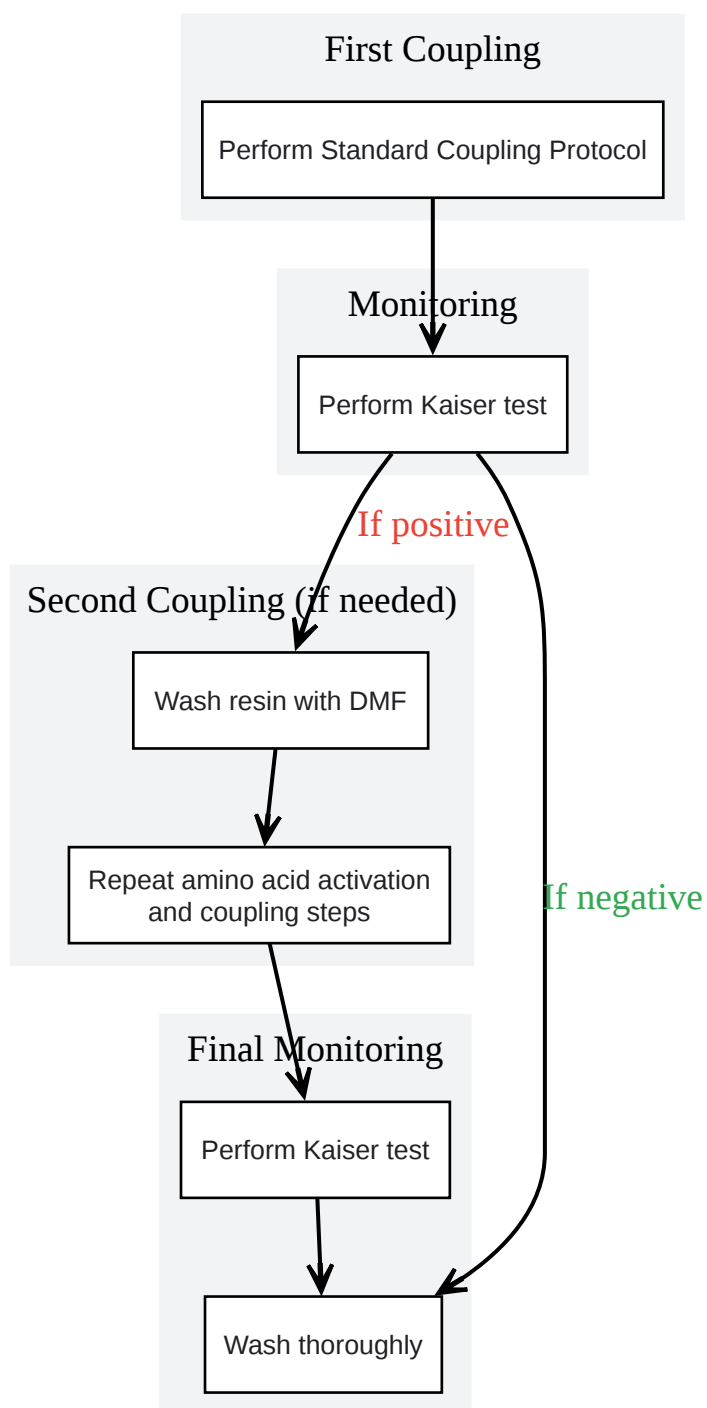 First Coupling
Perform Standard Coupling Protocol
Monitoring
Perform Kaiser test
If positive
Second Coupling (if needed)
Wash resin with DMF
Repeat amino acid activation
and coupling steps
If negative
Final Monitoring
Perform Kaiser test
Wash thoroughly